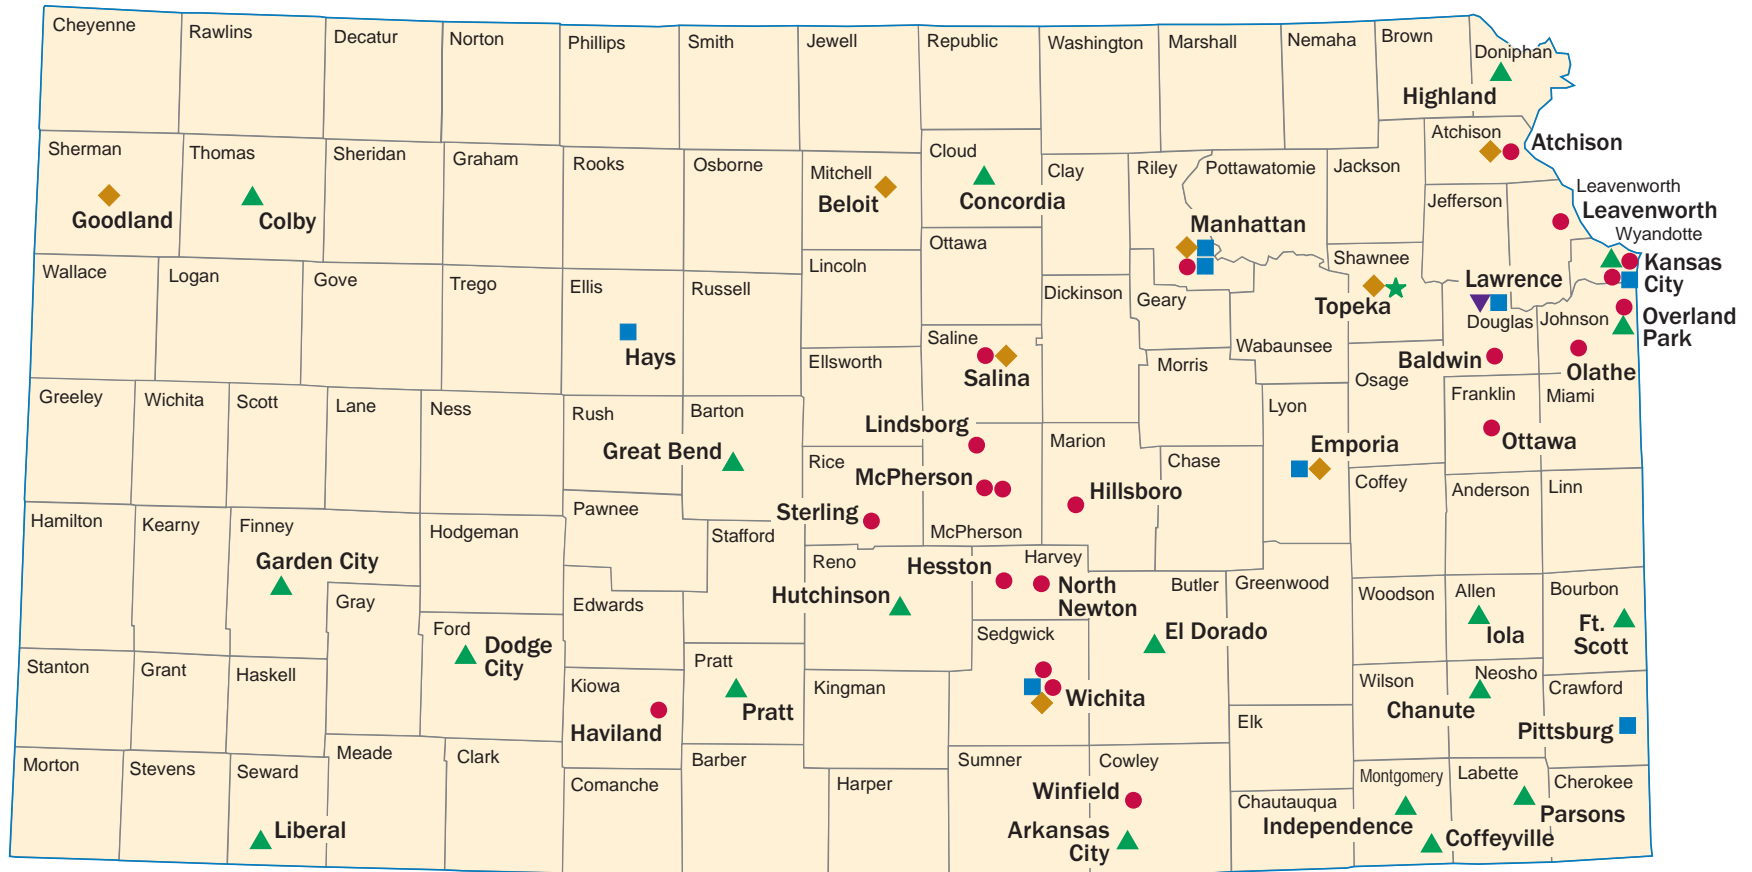 Cheyenne
Rawlins
Decatur
Norton
Phillips
Smith
Jewell
Republic
Washington
Marshall
Nemaha
Brown
Doniphan
Highland
Sherman
Goodland
Thomas
Colby
Sheridan
Graham
Rooks
Osborne
Mitchell
Beloit
Cloud
Concordia
Clay
Riley
Pottawatomie
Manhattan
Jackson
Atchison
Atchison
Jefferson
Leavenworth
Leavenworth
Wyandotte
Kansas
City
Wallace
Logan
Gove
Trego
Ellis
Hays
Russell
Lincoln
Ottawa
Dickinson
Geary
Shawnee
Topeka
Lawrence
Douglas
Johnson
Overland
Park
Saline
Salina
Ellsworth
Morris
Wabaunsee
Osage
Baldwin
Olathe
Greeley
Wichita
Scott
Lane
Ness
Rush
Barton
Great Bend
Rice
Lindsborg
McPherson
McPherson
Marion
Hillsboro
Chase
Lyon
Emporia
Franklin
Ottawa
Miami
Coffey
Anderson
Linn
Sterling
Hamilton
Kearny
Finney
Garden City
Hodgeman
Pawnee
Stafford
Reno
Hutchinson
Harvey
Hesston
North
Newton
Butler
El Dorado
Greenwood
Woodson
Allen
Iola
Bourbon
Ft.
Scott
Gray
Ford
Dodge
City
Edwards
Stanton
Grant
Haskell
Kiowa
Haviland
Pratt
Pratt
Kingman
Sedgwick
Wichita
Elk
Wilson
Neosho
Chanute
Crawford
Pittsburg
Morton
Stevens
Seward
Liberal
Meade
Clark
Comanche
Barber
Harper
Sumner
Cowley
Winfield
Arkansas
City
Chautauqua
Montgomery
Independence
Coffeyville
Labette
Parsons
Cherokee